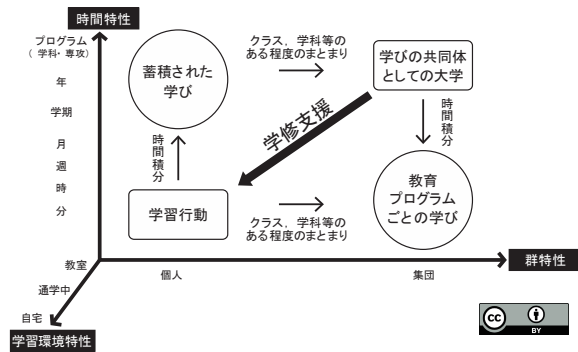 時間特性
プログラム
(学科・専攻)
年
学期
月
週
時
分
蓄積された
学び
クラス，学科等の
ある程度のまとまり
学びの共同体
としての大学
学修支援
時間積分
時間積分
学習行動
クラス，学科等の
ある程度のまとまり
教育
プログラム
ごとの学び
教室
通学中
自宅
学習環境特性
個人
集団
群特性
cc
BY